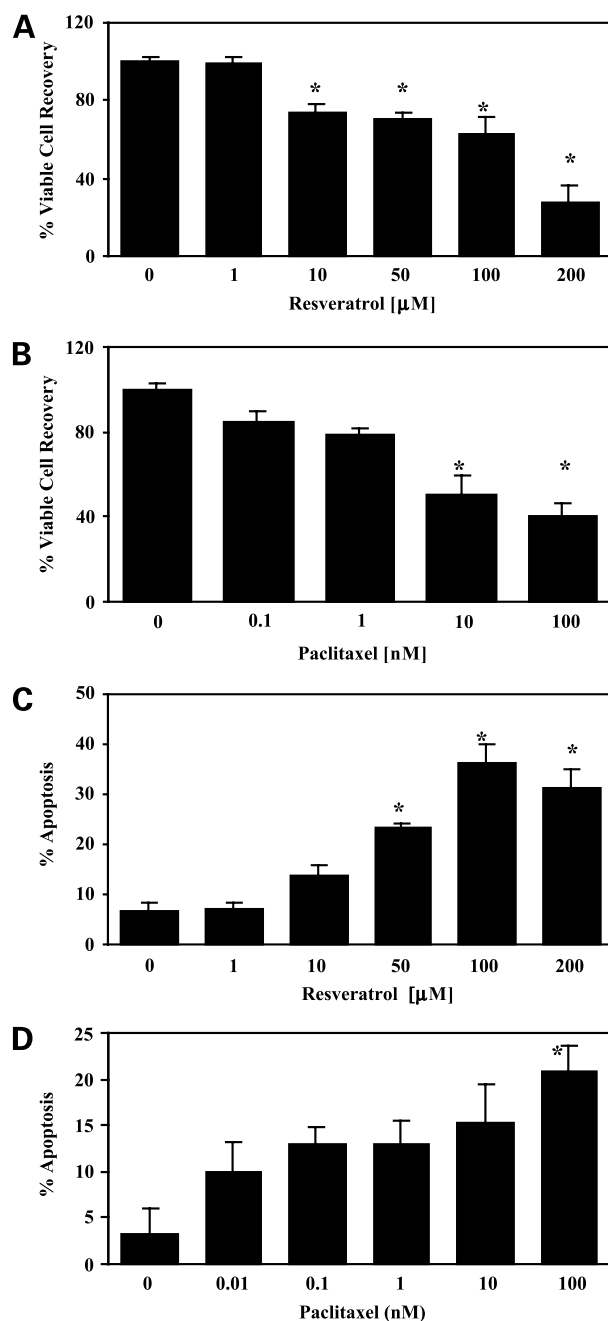 A
% Viable Cell Recovery
120
80
40
0
* * * *
0 1 10 50 100 200
Resveratrol [µM]
B
% Viable Cell Recovery
120
80
40
0
* *
0 0.1 1 10 100
Paclitaxel [nM]
C
% Apoptosis
50
40
30
20
10
0
* * *
0 1 10 50 100 200
Resveratrol [µM]
D
% Apoptosis
25
20
15
10
5
0
*
0 0.01 0.1 1 10 100
Paclitaxel (nM)